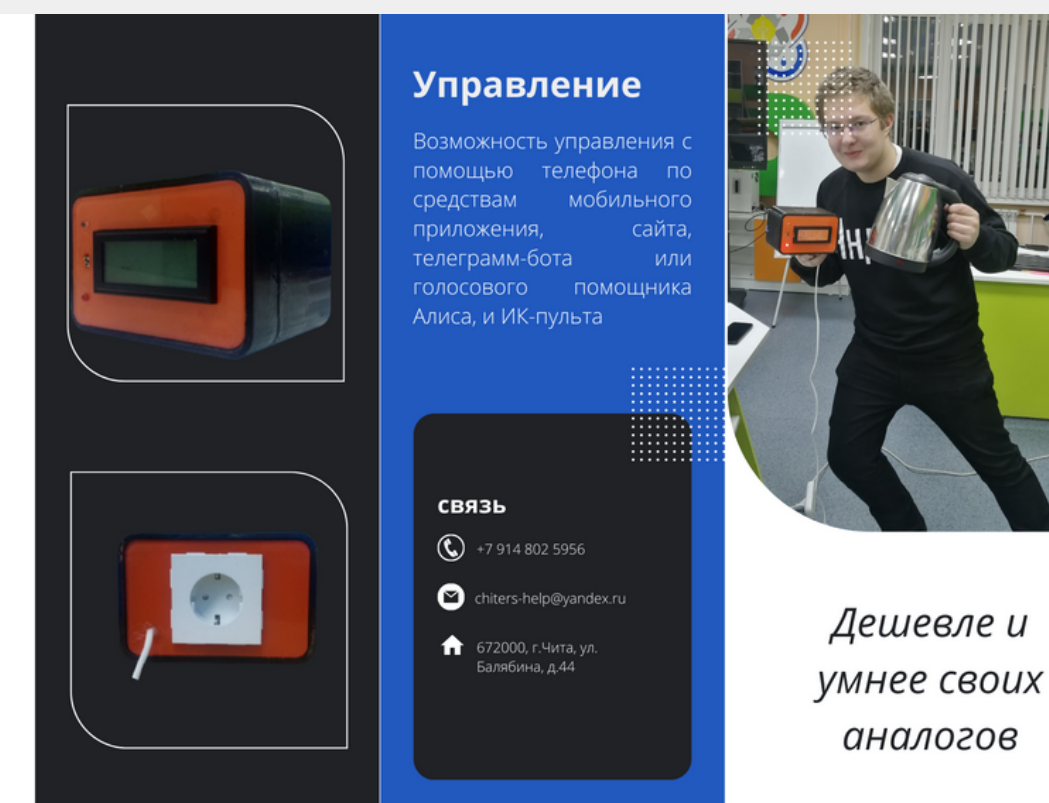 Управление
Возможность управления с
помощью телефона по
средствам мобильного
приложения, сайта,
телеграмм-бота или
голосового помощника
Алиса, и ИК-пульта
связь
+7 914 802 5956
chiters-help@yandex.ru
672000, г.Чита, ул.
Балябина, д.44
Дешевле и
умнее своих
аналогов